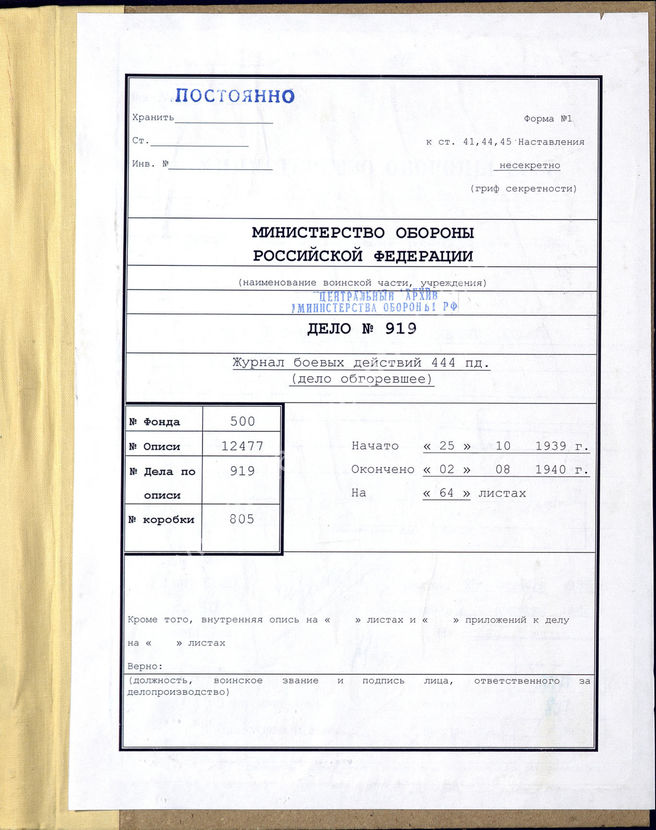 ПОСТОЯННО
Хранить
Форма №1
Ст.
к ст. 41,44,45 Наставления
Инв. №
несекретно
(гриф секретности)
МИНИСТЕРСТВО ОБОРОНЫ
РОССИЙСКОЙ ФЕДЕРАЦИИ
(наименование воинской части, учреждения)
ЦЕНТРАЛЬНЫЙ АРХИВ
МИНИСТЕРСТВА ОБОРОНЫ РФ
ДЕЛО № 919
Журнал боевых действий 444 пд.
(дело обгоревшее)
№ Фонда 500
№ Описи 12477
№ Дела по описи 919
№ коробки 805
Начато « 25 » 10 1939 г.
Окончено « 02 » 08 1940 г.
На « 64 » листах
Кроме того, внутренняя опись на « » листах и « » приложений к делу
на « » листах
Верно:
(должность, воинское звание и подпись лица, ответственного за
делопроизводство)